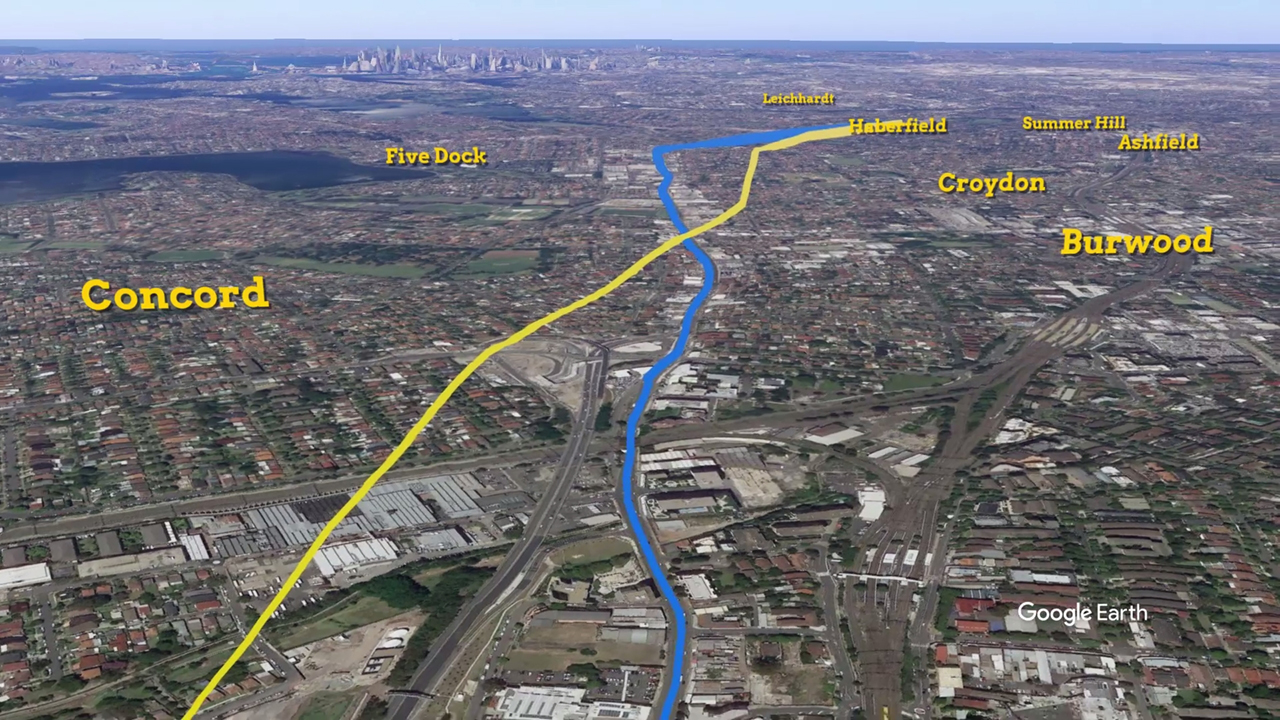 Leichhardt
Haberfield
Summer Hill
Ashfield
Five Dock
Croydon
Burwood
Concord
Google Earth